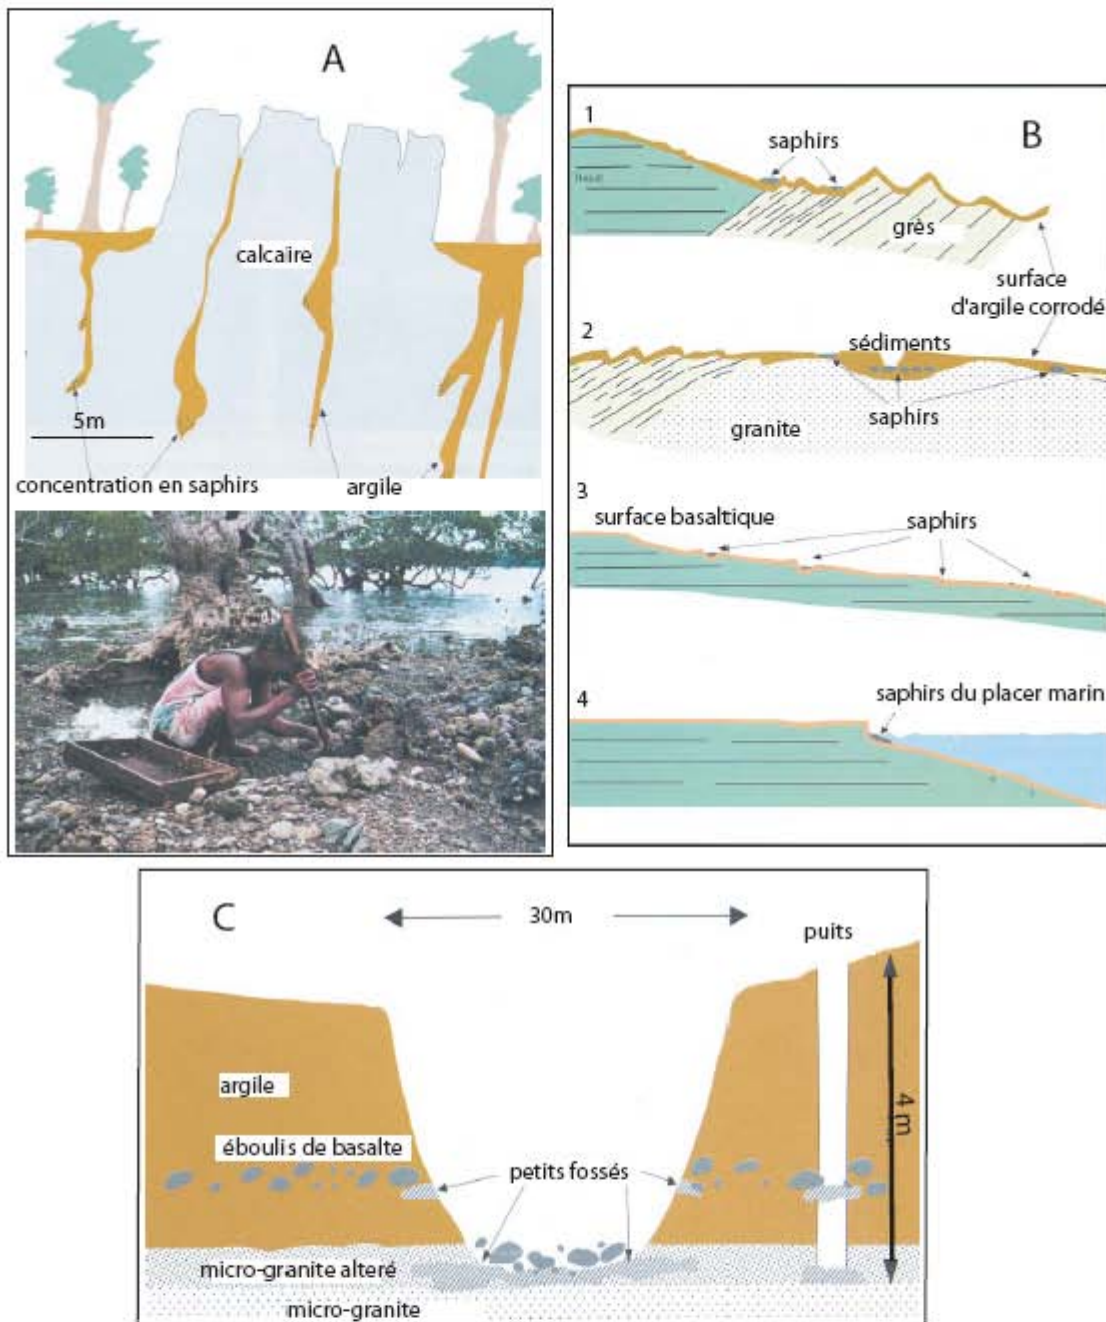 A
calcaire
5m
concentration en saphirs
argile
B
1
saphirs
grès
surface
d'argile corrodé
2
sédiments
saphirs
granite
3
surface basaltique
saphirs
4
saphirs du placer marin
C
30m
puits
argile
4 m
éboulis de basalte
petits fossés
micro-granite alteré
micro-granite